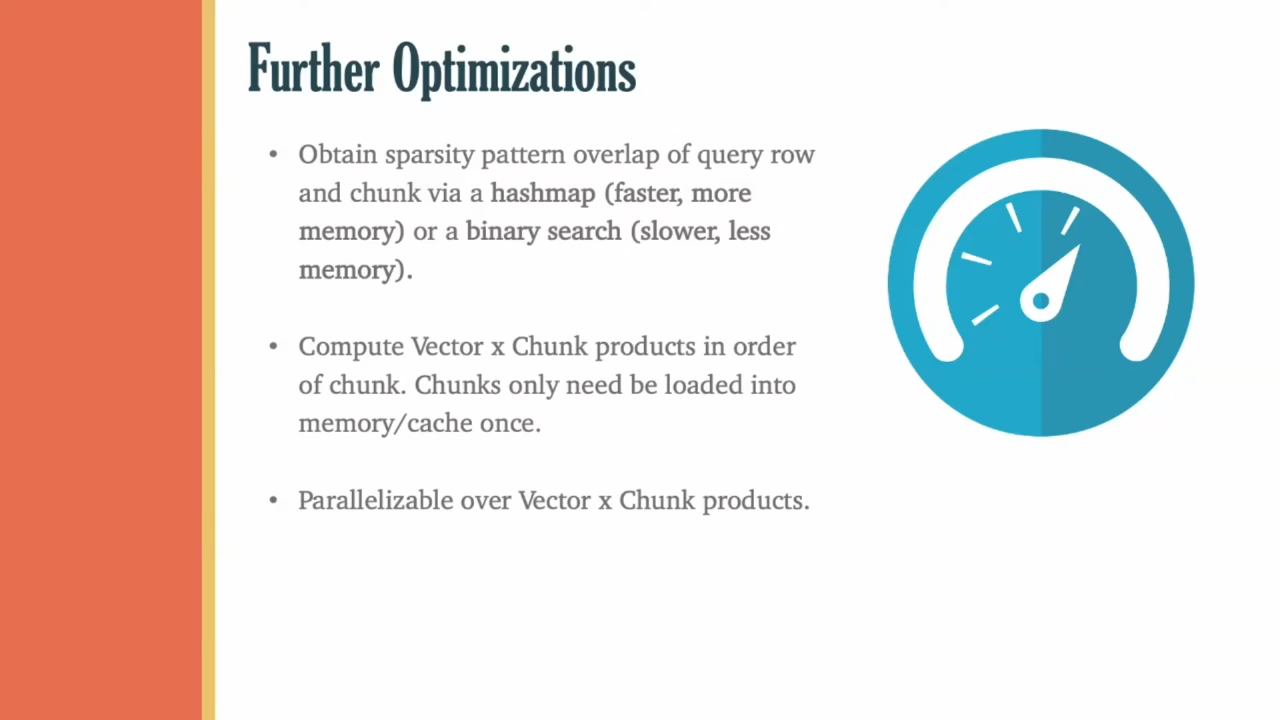 Further Optimizations
• Obtain sparsity pattern overlap of query row
and chunk via a hashmap (faster, more
memory) or a binary search (slower, less
memory).
• Compute Vector x Chunk products in order
of chunk. Chunks only need be loaded into
memory/cache once.
• Parallelizable over Vector x Chunk products.